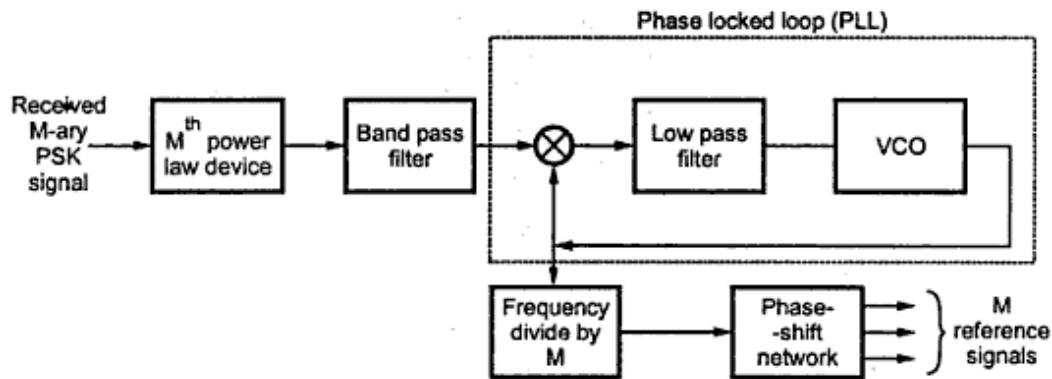 Phase locked loop (PLL)
Received
M-ary
PSK
signal
M th power
law device
Band pass
filter
Low pass
filter
VCO
Frequency
divide by
M
Phase-
-shift
network
M
reference
signals